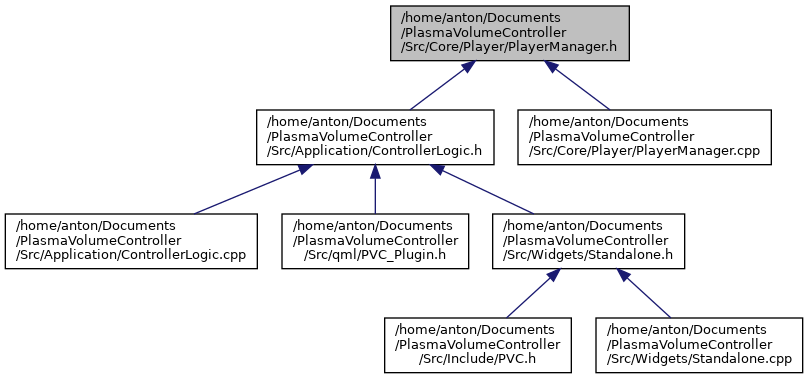 /home/anton/Documents
/PlasmaVolumeController
/Src/Core/Player/PlayerManager.h
/home/anton/Documents
/PlasmaVolumeController
/Src/Application/ControllerLogic.h
/home/anton/Documents
/PlasmaVolumeController
/Src/Core/Player/PlayerManager.cpp
/home/anton/Documents
/PlasmaVolumeController
/Src/Application/ControllerLogic.cpp
/home/anton/Documents
/PlasmaVolumeController
/Src/qml/PVC_Plugin.h
/home/anton/Documents
/PlasmaVolumeController
/Src/Widgets/Standalone.h
/home/anton/Documents
/PlasmaVolumeController
/Src/Include/PVC.h
/home/anton/Documents
/PlasmaVolumeController
/Src/Widgets/Standalone.cpp